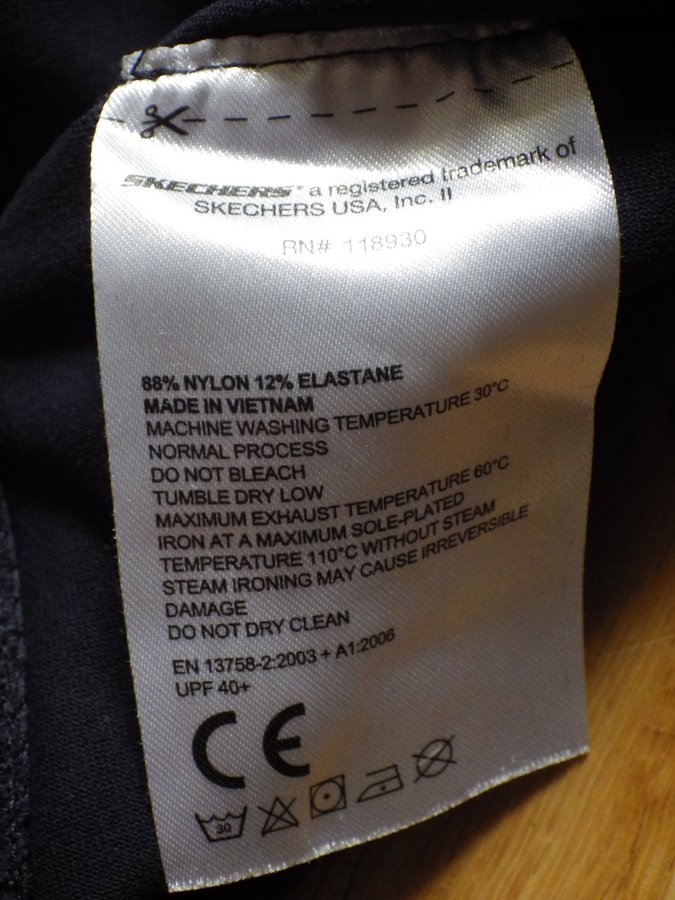 SKECHERS® a registered trademark of
SKECHERS USA, Inc. II
RN# 118930
88% NYLON 12% ELASTANE
MADE IN VIETNAM
MACHINE WASHING TEMPERATURE 30°C
NORMAL PROCESS
DO NOT BLEACH
TUMBLE DRY LOW
MAXIMUM EXHAUST TEMPERATURE 60°C
IRON AT A MAXIMUM SOLE-PLATED
TEMPERATURE 110°C WITHOUT STEAM
STEAM IRONING MAY CAUSE IRREVERSIBLE
DAMAGE
DO NOT DRY CLEAN
EN 13758-2:2003 + A1:2006
UPF 40+
CE
30